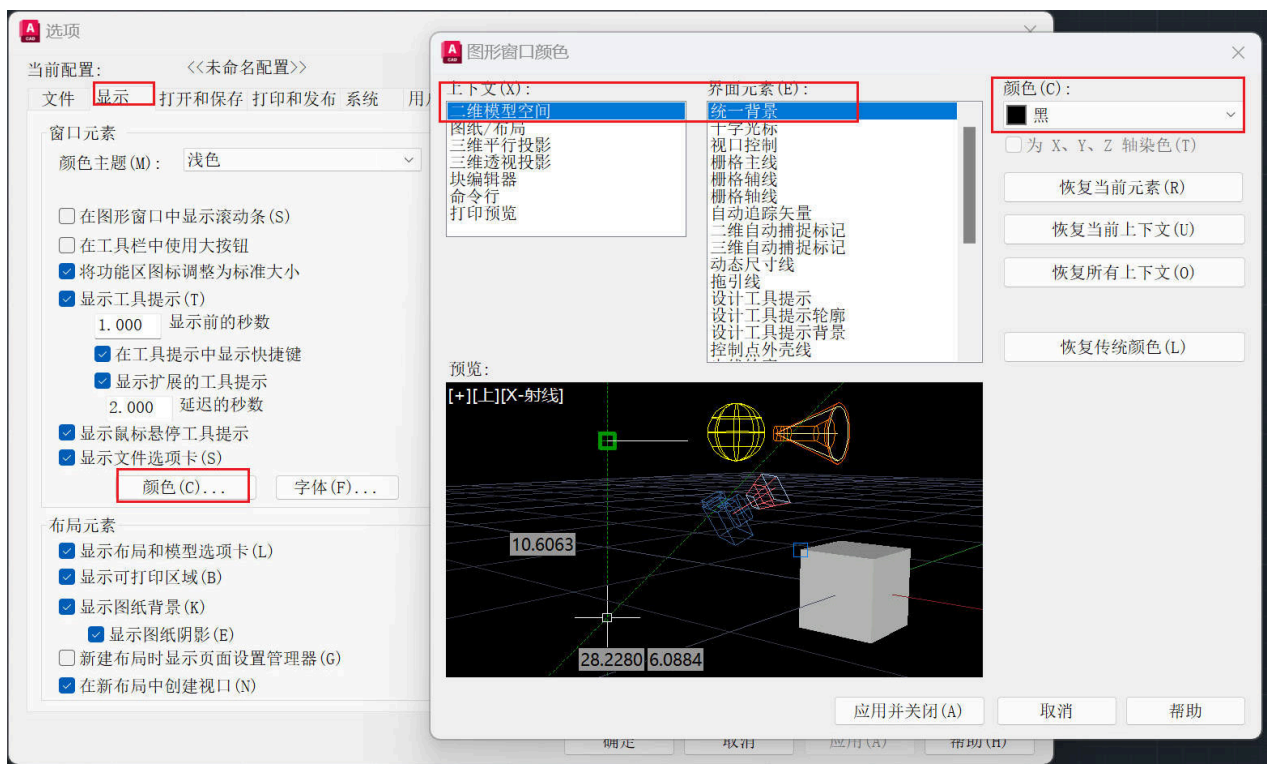 选项
当前配置: <<未命名配置>>
文件 显示 打开和保存 打印和发布 系统
窗口元素
颜色主题(M): 浅色
在图形窗口中显示滚动条(S)
在工具栏中使用大按钮
将功能区图标调整为标准大小
显示工具提示(T)
1.000 显示前的秒数
在工具提示中显示快捷键
显示扩展的工具提示
2.000 延迟的秒数
显示鼠标悬停工具提示
显示文件选项卡(S)
颜色(C)... 字体(F)...
布局元素
显示布局和模型选项卡(L)
显示可打印区域(B)
显示图纸背景(K)
显示图纸阴影(E)
新建布局时显示页面设置管理器(G)
在新布局中创建视口(N)
确定 取消 应用(A) 帮助(H)
图形窗口颜色
上下文(X):
二维模型空间
图纸/布局
三维平行投影
三维透视投影
块编辑器
命令行
打印预览
界面元素(E):
统一背景
十字光标
视口控制
栅格主线
栅格辅线
栅格轴线
自动追踪矢量
二维自动捕捉标记
三维自动捕捉标记
动态尺寸线
拖引线
设计工具提示
设计工具提示轮廓
设计工具提示背景
控制点外壳线
颜色(C):
黑
为 X、Y、Z 轴染色(T)
恢复当前元素(R)
恢复当前上下文(U)
恢复所有上下文(O)
恢复传统颜色(L)
预览:
[+][上][X-射线]
10.6063
28.2280 6.0884
应用并关闭(A) 取消 帮助